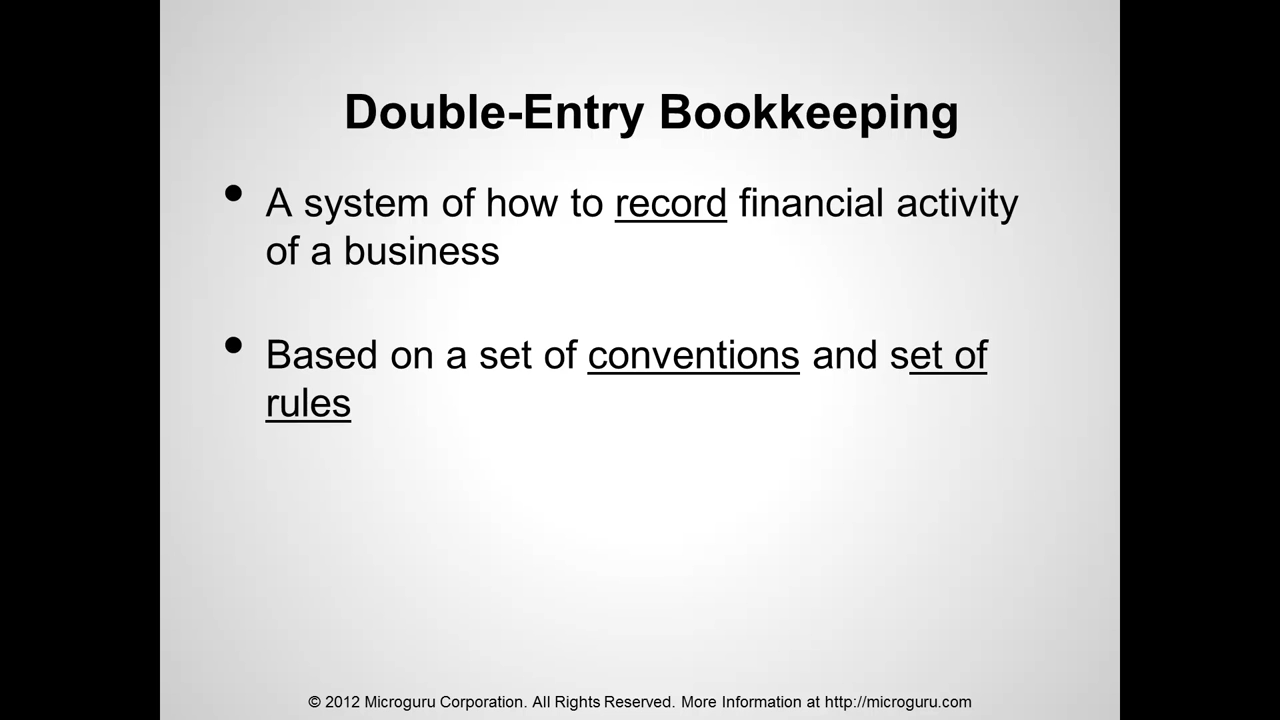 Double-Entry Bookkeeping
• A system of how to record financial activity
of a business
• Based on a set of conventions and set of
rules
© 2012 Microguru Corporation. All Rights Reserved. More Information at http://microguru.com